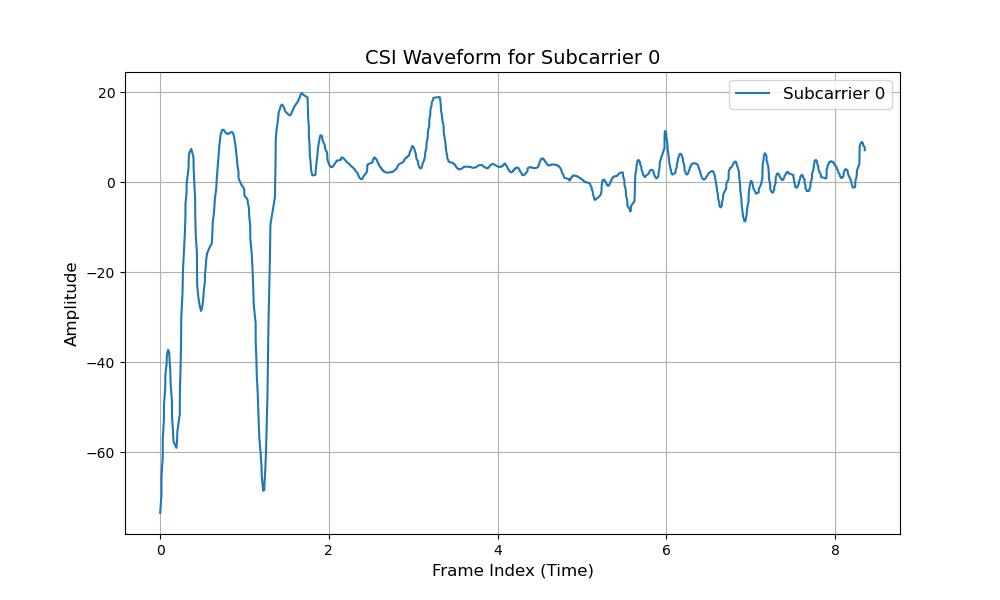 CSI Waveform for Subcarrier 0
Subcarrier 0
20
0
−20
−40
−60
Amplitude
0 2 4 6 8
Frame Index (Time)